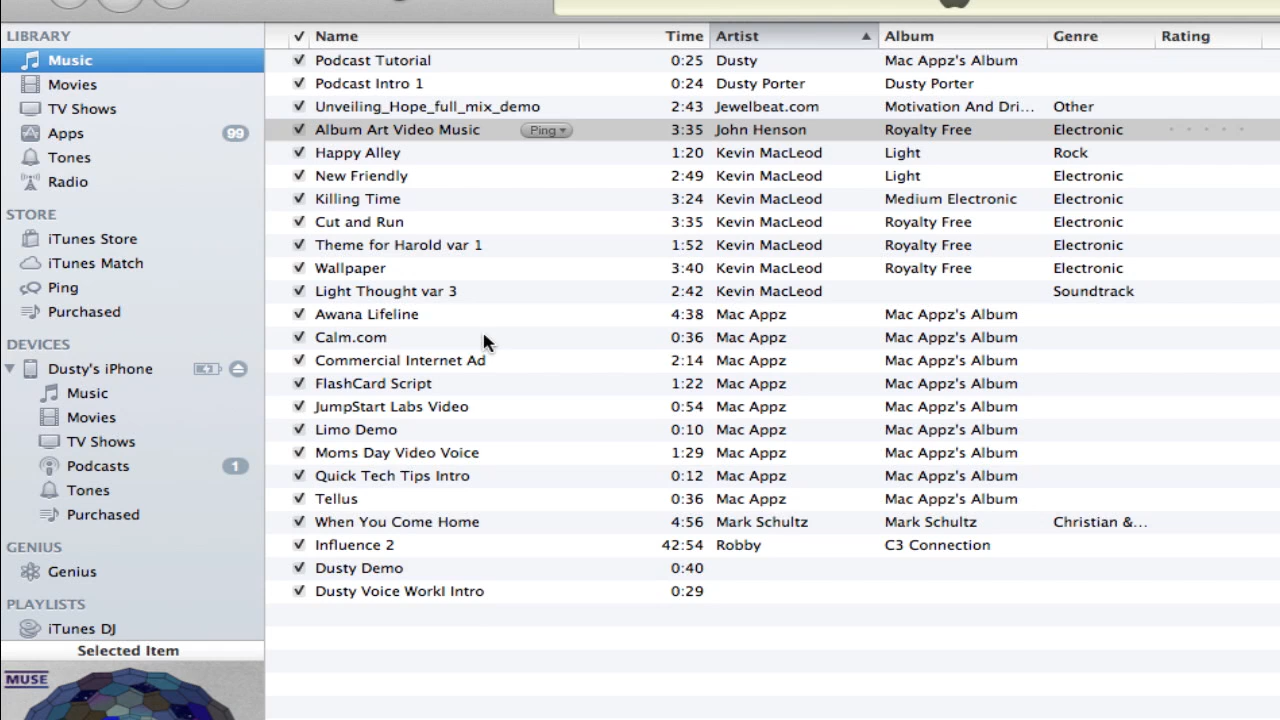 LIBRARY
Music
Movies
TV Shows
Apps 99
Tones
Radio
STORE
iTunes Store
iTunes Match
Ping
Purchased
DEVICES
Dusty's iPhone
Music
Movies
TV Shows
Podcasts 1
Tones
Purchased
GENIUS
Genius
PLAYLISTS
iTunes DJ
Selected Item
MUSE
✓ Name Time Artist ▲ Album Genre Rating
✓ Podcast Tutorial 0:25 Dusty Mac Appz's Album
✓ Podcast Intro 1 0:24 Dusty Porter Dusty Porter
✓ Unveiling_Hope_full_mix_demo 2:43 Jewelbeat.com Motivation And Dri... Other
✓ Album Art Video Music Ping ▾ 3:35 John Henson Royalty Free Electronic
✓ Happy Alley 1:20 Kevin MacLeod Light Rock
✓ New Friendly 2:49 Kevin MacLeod Light Electronic
✓ Killing Time 3:24 Kevin MacLeod Medium Electronic Electronic
✓ Cut and Run 3:35 Kevin MacLeod Royalty Free Electronic
✓ Theme for Harold var 1 1:52 Kevin MacLeod Royalty Free Electronic
✓ Wallpaper 3:40 Kevin MacLeod Royalty Free Electronic
✓ Light Thought var 3 2:42 Kevin MacLeod Soundtrack
✓ Awana Lifeline 4:38 Mac Appz Mac Appz's Album
✓ Calm.com 0:36 Mac Appz Mac Appz's Album
✓ Commercial Internet Ad 2:14 Mac Appz Mac Appz's Album
✓ FlashCard Script 1:22 Mac Appz Mac Appz's Album
✓ JumpStart Labs Video 0:54 Mac Appz Mac Appz's Album
✓ Limo Demo 0:10 Mac Appz Mac Appz's Album
✓ Moms Day Video Voice 1:29 Mac Appz Mac Appz's Album
✓ Quick Tech Tips Intro 0:12 Mac Appz Mac Appz's Album
✓ Tellus 0:36 Mac Appz Mac Appz's Album
✓ When You Come Home 4:56 Mark Schultz Mark Schultz Christian &...
✓ Influence 2 42:54 Robby C3 Connection
✓ Dusty Demo 0:40
✓ Dusty Voice Workl Intro 0:29